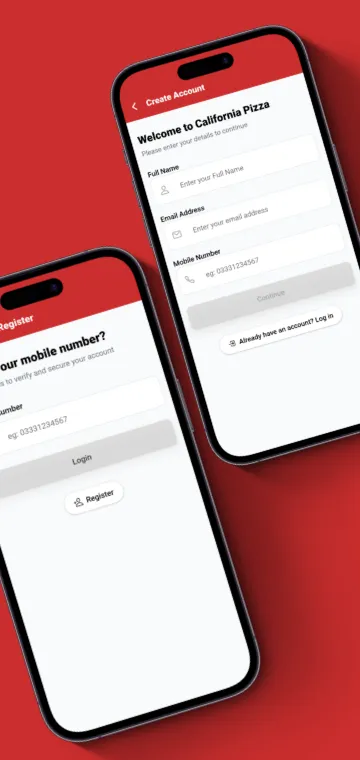 Create Account
Welcome to California Pizza
Please enter your details to continue
Full Name
Enter your Full Name
Email Address
Enter your email address
Mobile Number
eg: 03331234567
Continue
Already have an account? Log in
Register
our mobile number?
s to verify and secure your account
umber
eg: 03331234567
Login
Register